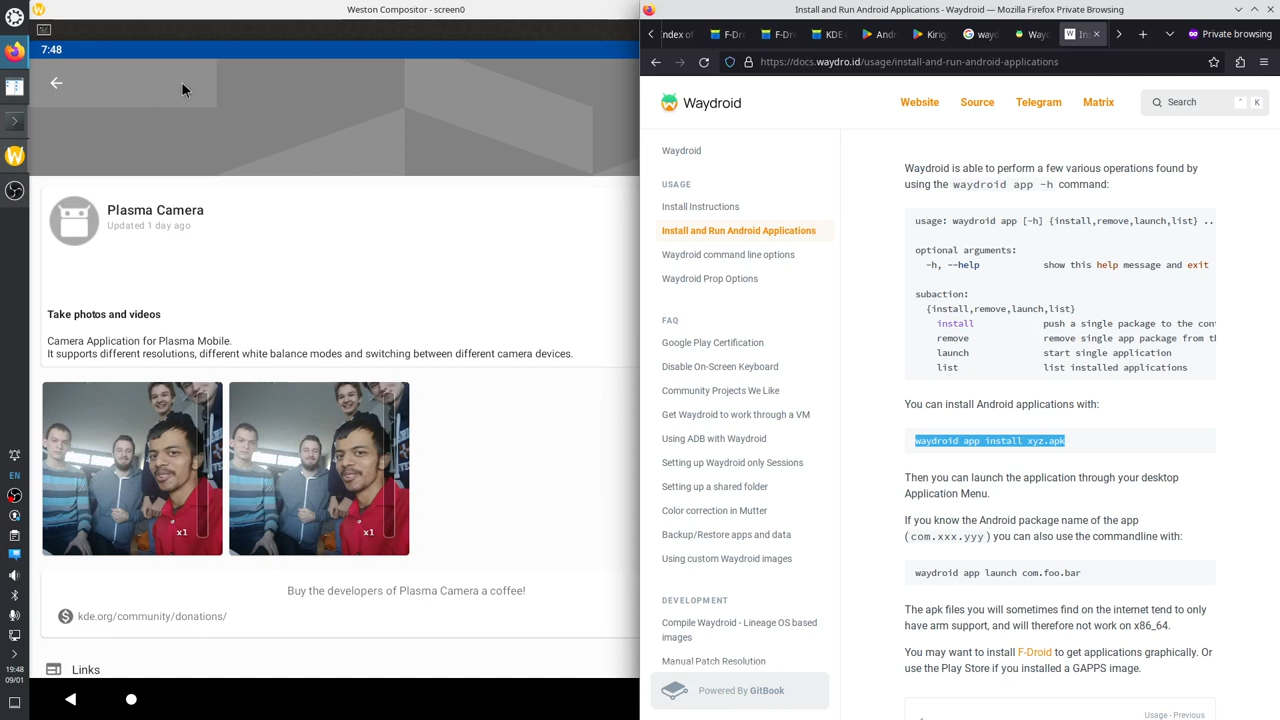 Weston Compositor - screen0
7:48
Plasma Camera
Updated 1 day ago
Take photos and videos
Camera Application for Plasma Mobile.
It supports different resolutions, different white balance modes and switching between different camera devices.
x1
x1
Buy the developers of Plasma Camera a coffee!
kde.org/community/donations/
Links
EN
19:48
09/01
Install and Run Android Applications - Waydroid — Mozilla Firefox Private Browsing
Index of
F-Dr
F-Dro
KDE
Andr
Kirig
wayd
Wayd
Ins
Private browsing
https://docs.waydro.id/usage/install-and-run-android-applications
Waydroid
Website
Source
Telegram
Matrix
Search
⌃
K
Waydroid
USAGE
Install Instructions
Install and Run Android Applications
Waydroid command line options
Waydroid Prop Options
FAQ
Google Play Certification
Disable On-Screen Keyboard
Community Projects We Like
Get Waydroid to work through a VM
Using ADB with Waydroid
Setting up Waydroid only Sessions
Setting up a shared folder
Color correction in Mutter
Backup/Restore apps and data
Using custom Waydroid images
DEVELOPMENT
Compile Waydroid - Lineage OS based
images
Manual Patch Resolution
Powered By GitBook
Waydroid is able to perform a few various operations found by
using the waydroid app -h command:
usage: waydroid app [-h] {install,remove,launch,list} ..
optional arguments:
-h, --help show this help message and exit
subaction:
{install,remove,launch,list}
install push a single package to the con
remove remove single app package from th
launch start single application
list list installed applications
You can install Android applications with:
waydroid app install xyz.apk
Then you can launch the application through your desktop
Application Menu.
If you know the Android package name of the app
(com.xxx.yyy) you can also use the commandline with:
waydroid app launch com.foo.bar
The apk files you will sometimes find on the internet tend to only
have arm support, and will therefore not work on x86_64.
You may want to install F-Droid to get applications graphically. Or
use the Play Store if you installed a GAPPS image.
Usage - Previous